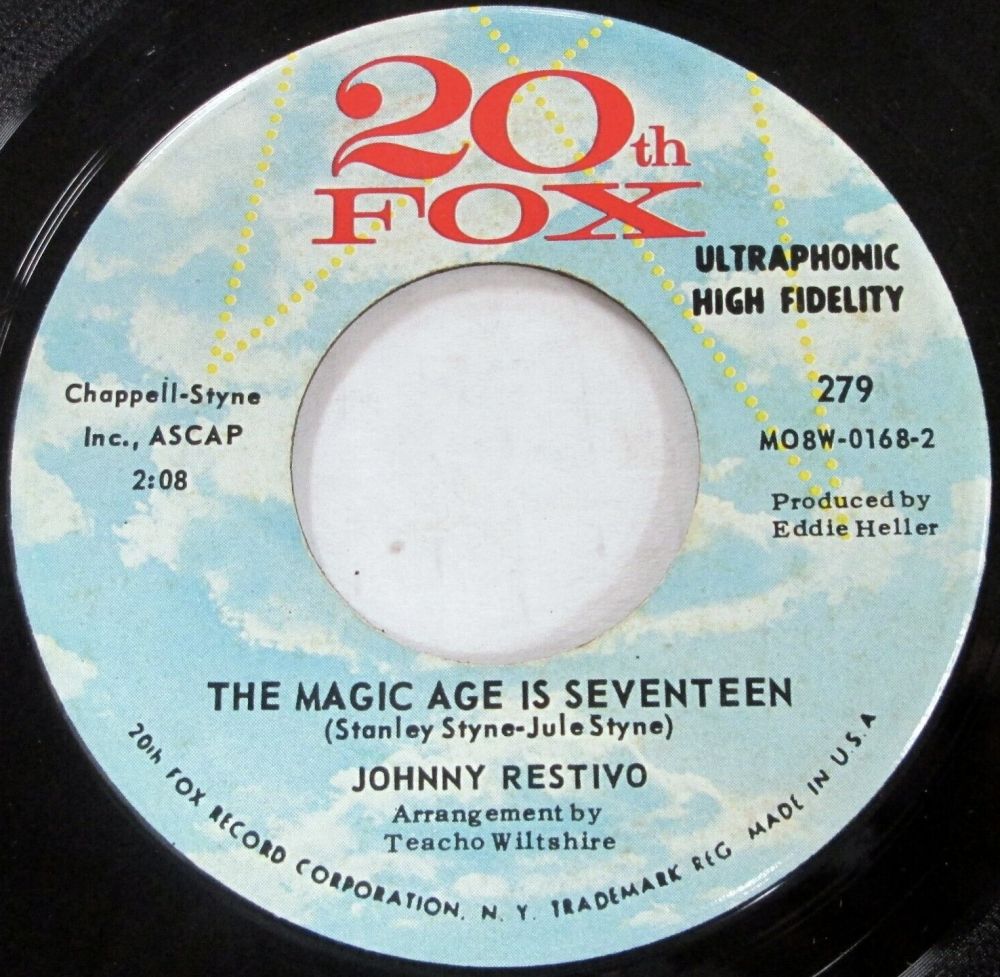 20th
FOX
ULTRAPHONIC
HIGH FIDELITY
Chappell-Styne
Inc., ASCAP
2:08
279
MO8W-0168-2
Produced by
Eddie Heller
THE MAGIC AGE IS SEVENTEEN
(Stanley Styne-Jule Styne)
JOHNNY RESTIVO
Arrangement by
Teacho Wiltshire
20th FOX RECORD CORPORATION, N. Y. TRADEMARK REG MADE IN U.S.A